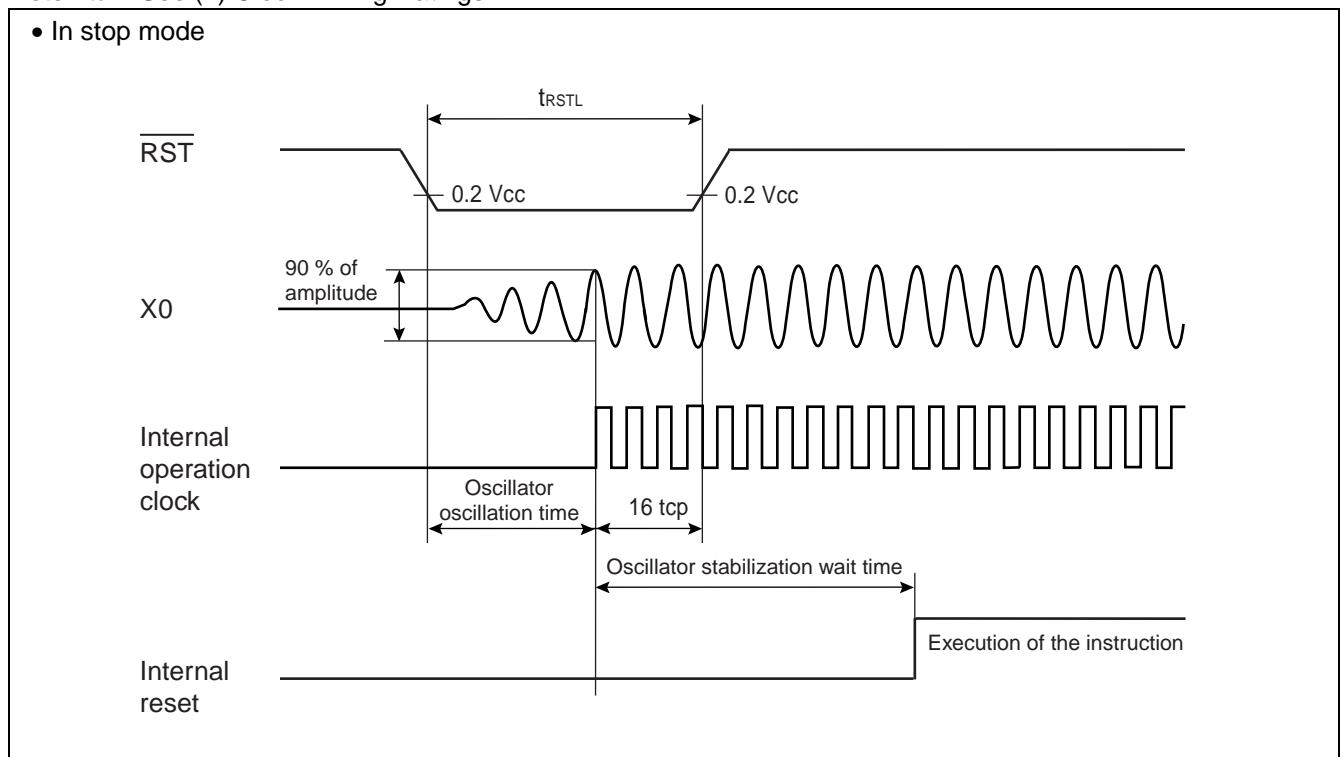 • In stop mode
tRSTL
RST
0.2 Vcc
0.2 Vcc
90 % of
amplitude
X0
Internal
operation
clock
Oscillator
oscillation time
16 tcp
Oscillator stabilization wait time
Execution of the instruction
Internal
reset